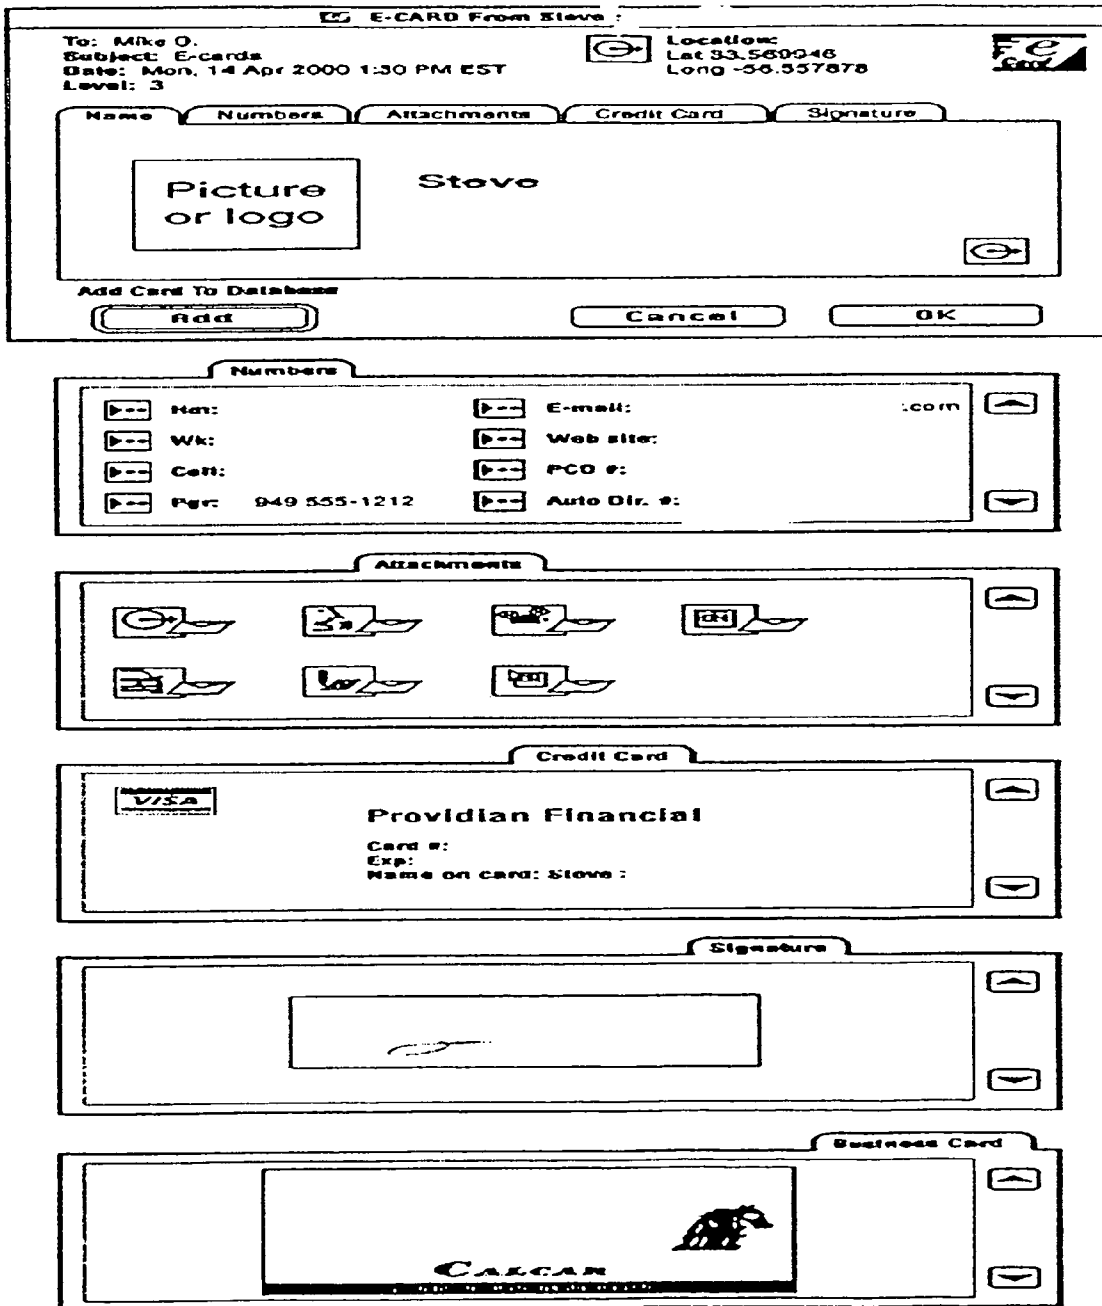 E-CARD From Steve :
To: Mike O.
Subject: E-cards
Date: Mon, 14 Apr 2000 1:30 PM EST
Level: 3
Location:
Lat 33.569946
Long -56.557878
e
Card
Name Numbers Attachments Credit Card Signature
Picture
or logo
Steve
Add Card To Database
Add Cancel OK
Numbers
Hm: E-mail: .com
Wk: Web site:
Cell: PCD #:
Pgr: 949 555-1212 Auto Dir. #:
Attachments
Credit Card
VISA
Providian Financial
Card #:
Exp:
Name on card: Steve :
Signature
Business Card
CALCAR